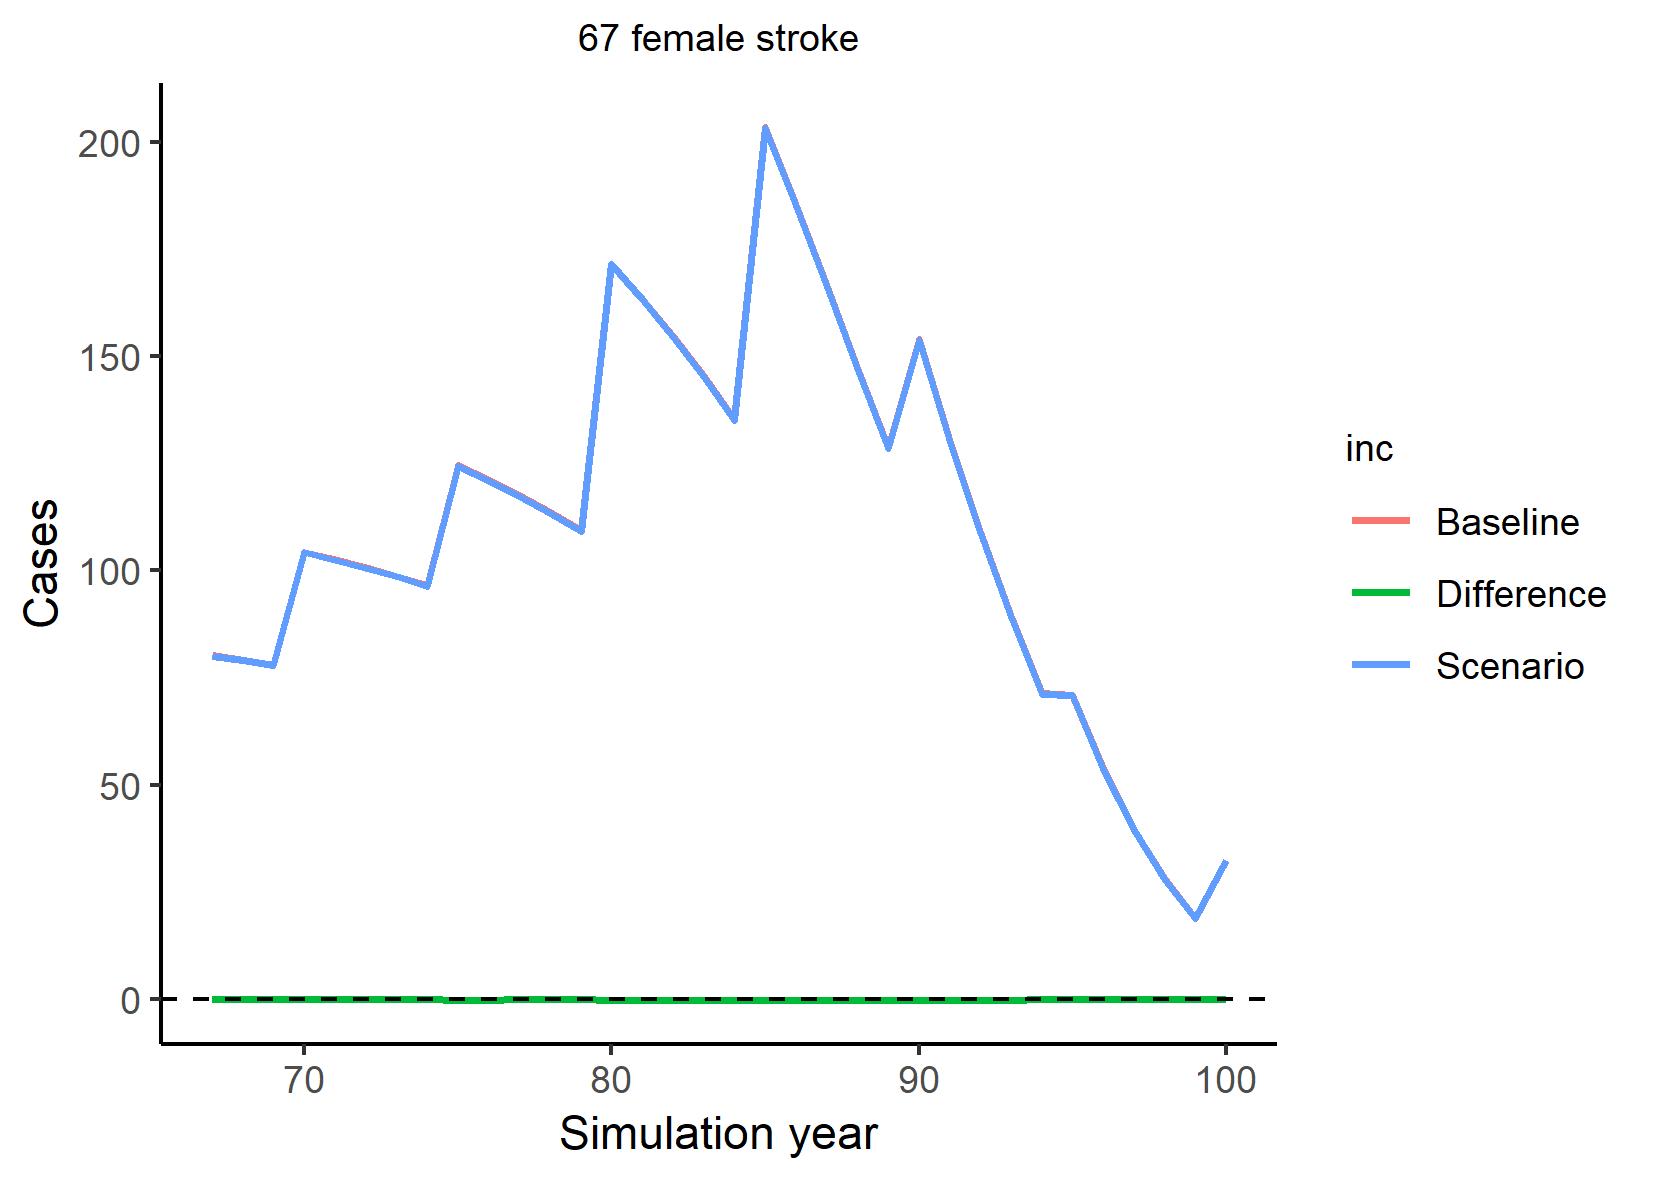 67 female stroke
200
150
100
50
0
Cases
70 80 90 100
Simulation year
inc
Baseline
Difference
Scenario